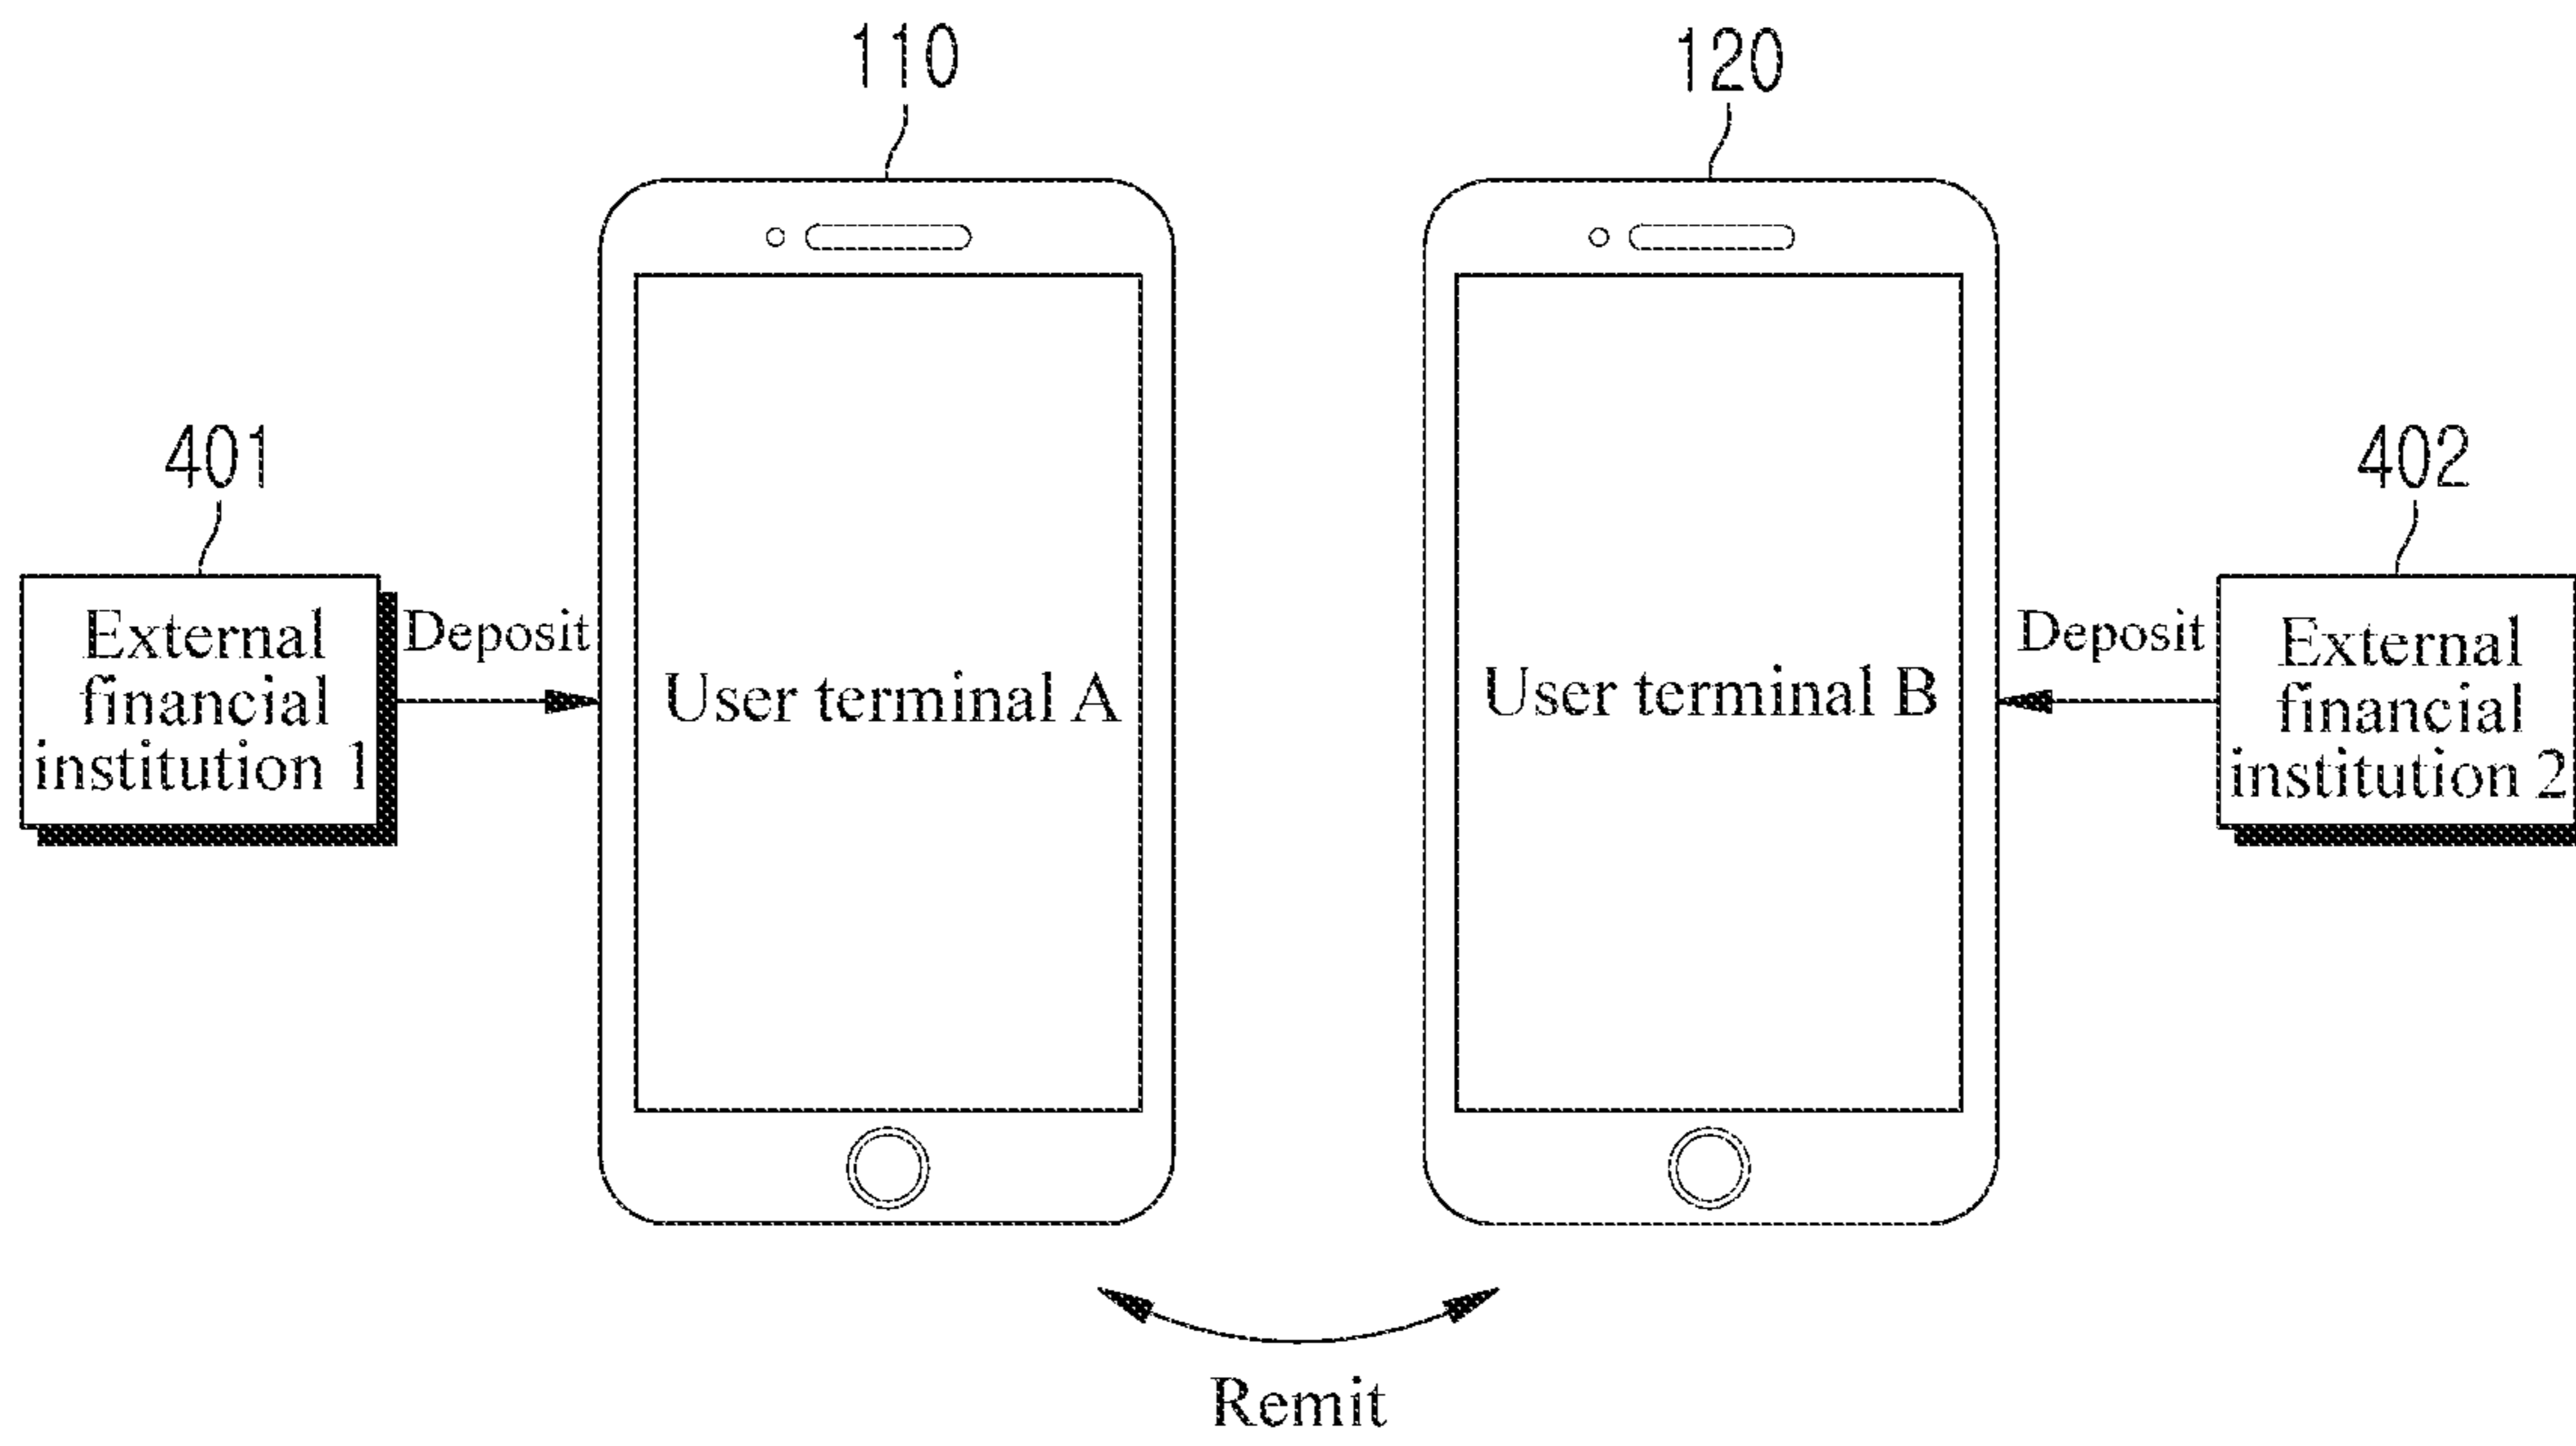 110
120
401
402
External
financial
institution 1
Deposit
User terminal A
User terminal B
Deposit
External
financial
institution 2
Remit